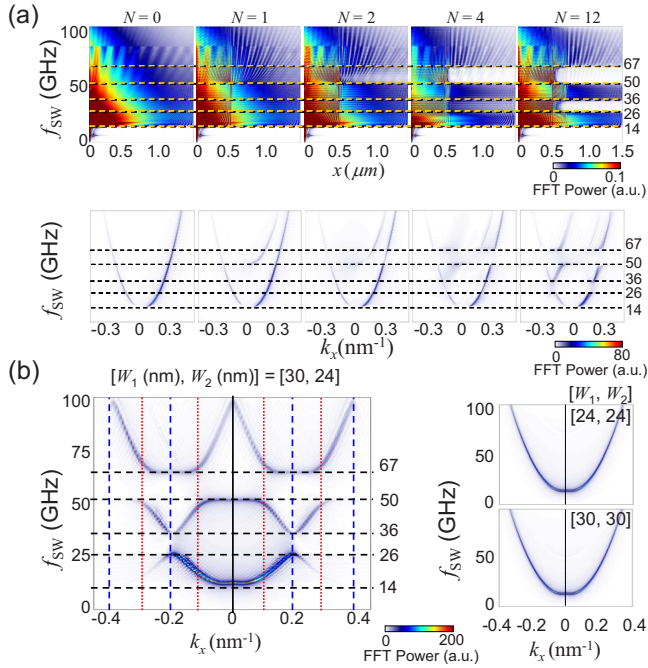 (a)
N = 0 N = 1 N = 2 N = 4 N = 12
100
50
0
f_SW (GHz)
67
50
36
26
14
0 0.5 1.0 0 0.5 1.0 0 0.5 1.0 0 0.5 1.0 0 0.5 1.0 1.5
x (μm)
0 0.1
FFT Power (a.u.)
f_SW (GHz)
67
50
36
26
14
-0.3 0 0.3 -0.3 0 0.3 -0.3 0 0.3 -0.3 0 0.3 -0.3 0 0.3
k_x (nm⁻¹)
0 80
FFT Power (a.u.)
(b)
[W₁ (nm), W₂ (nm)] = [30, 24]
100
75
50
25
0
f_SW (GHz)
67
50
36
26
14
-0.4 -0.2 0 0.2 0.4
k_x (nm⁻¹)
0 200
FFT Power (a.u.)
[W₁, W₂]
[24, 24]
100
50
0
[30, 30]
50
0
f_SW (GHz)
-0.4 -0.2 0 0.2 0.4
k_x (nm⁻¹)